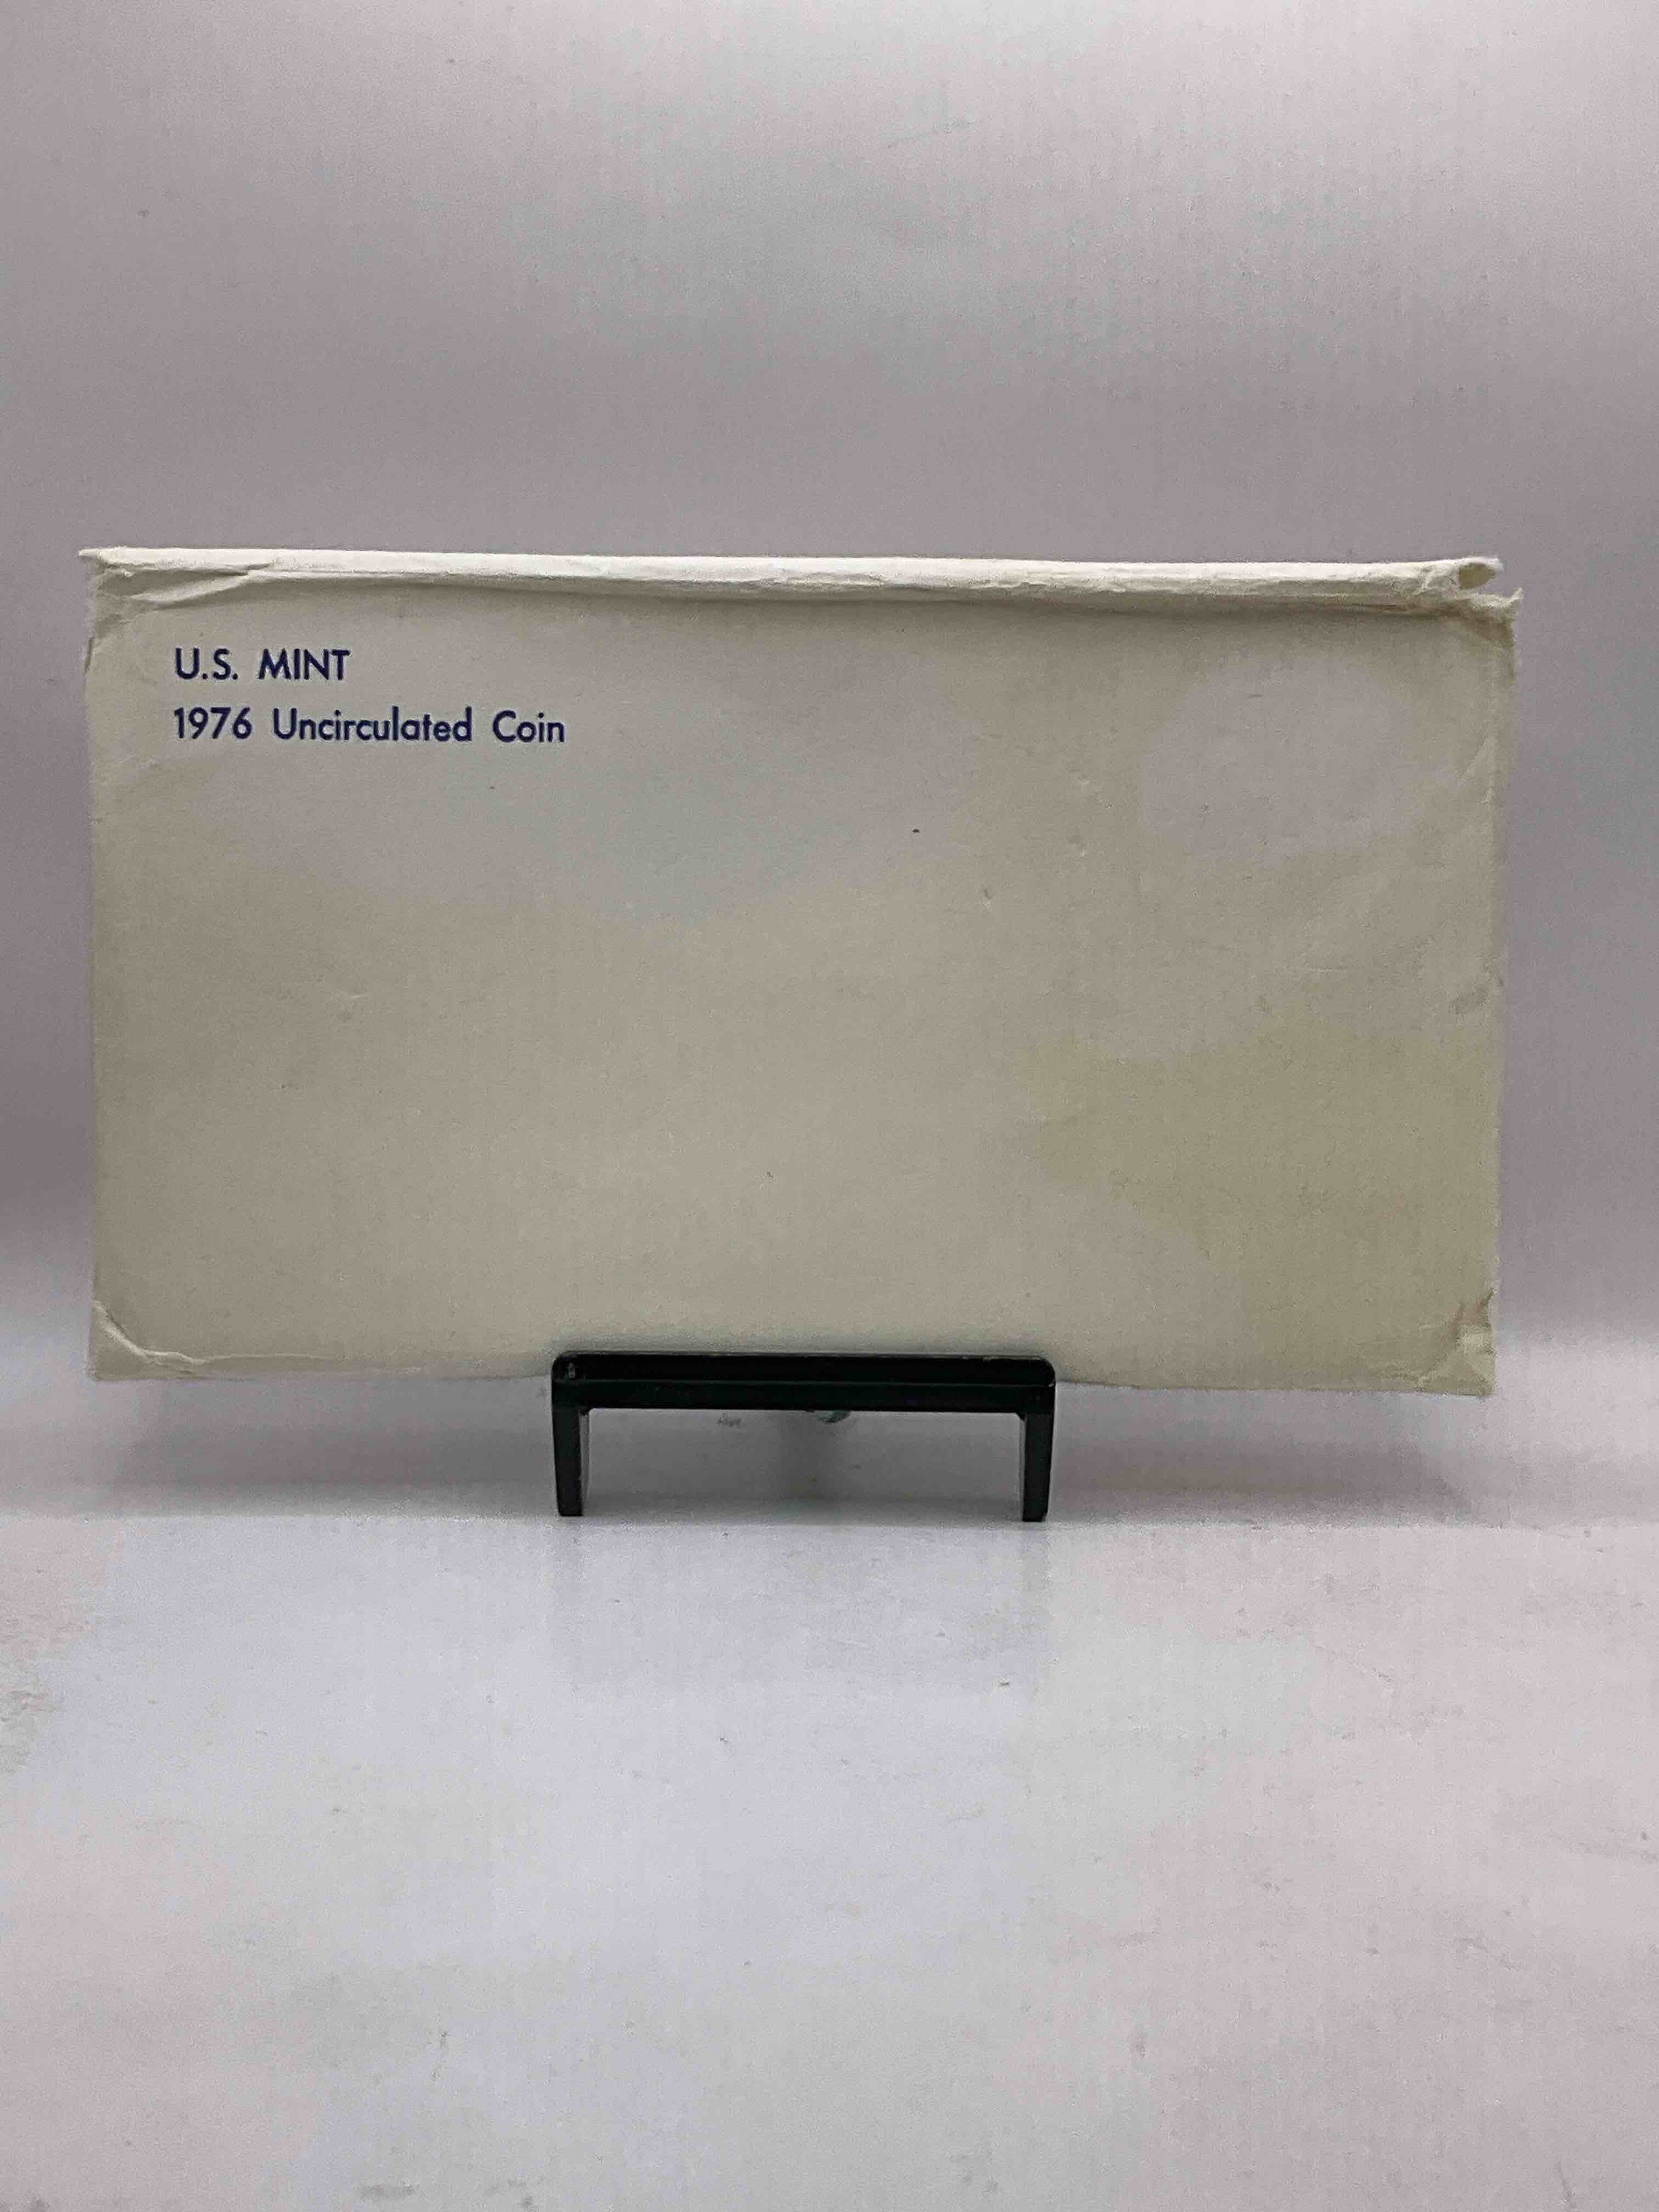 U.S. MINT
1976 Uncirculated Coin